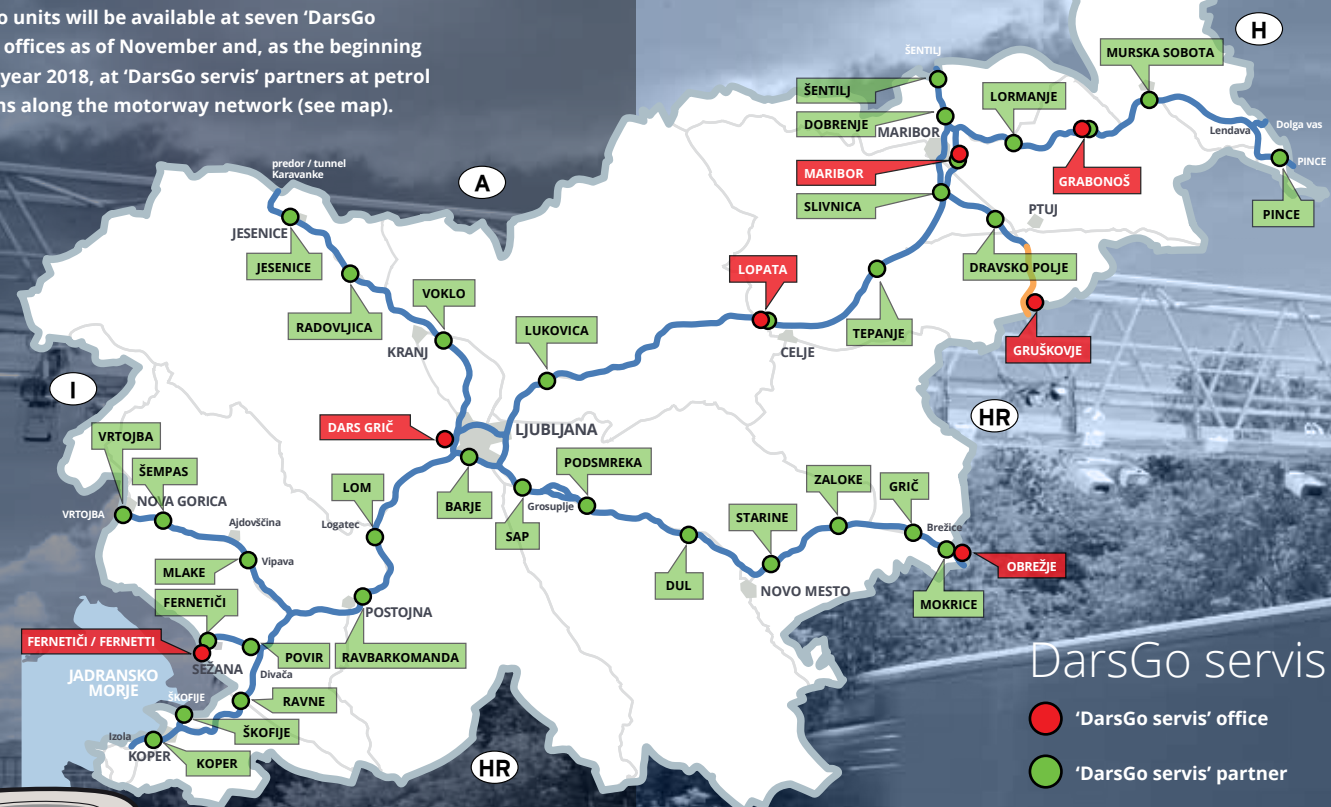 o units will be available at seven ‘DarsGo
offices as of November and, as the beginning
year 2018, at ‘DarsGo servis’ partners at petrol
ns along the motorway network (see map).
H
MURSKA SOBOTA
ŠENTILJ
ŠENTILJ
LORMANJE
DOBRENJE
MARIBOR
Lendava
Dolga vas
PINCE
MARIBOR
GRABONOŠ
SLIVNICA
PTUJ
PINCE
predor / tunnel
Karavanke
A
JESENICE
JESENICE
DRAVSKO POLJE
LOPATA
VOKLO
RADOVLJICA
LUKOVICA
TEPANJE
KRANJ
CELJE
GRUŠKOVJE
I
HR
DARS GRIČ
LJUBLJANA
VRTOJBA
ŠEMPAS
PODSMREKA
LOM
ZALOKE
GRIČ
NOVA GORICA
VRTOJBA
BARJE
Grosuplje
Ajdovščina
Logatec
STARINE
Brežice
SAP
Vipava
MLAKE
DUL
OBREŽJE
FERNETIČI
NOVO MESTO
MOKRICE
POSTOJNA
FERNETIČI / FERNETTI
POVIR
RAVBARKOMANDA
SEŽANA
Divača
JADRANSKO
MORJE
ŠKOFIJE
RAVNE
ŠKOFIJE
Izola
KOPER
KOPER
HR
DarsGo servis
‘DarsGo servis’ office
‘DarsGo servis’ partner